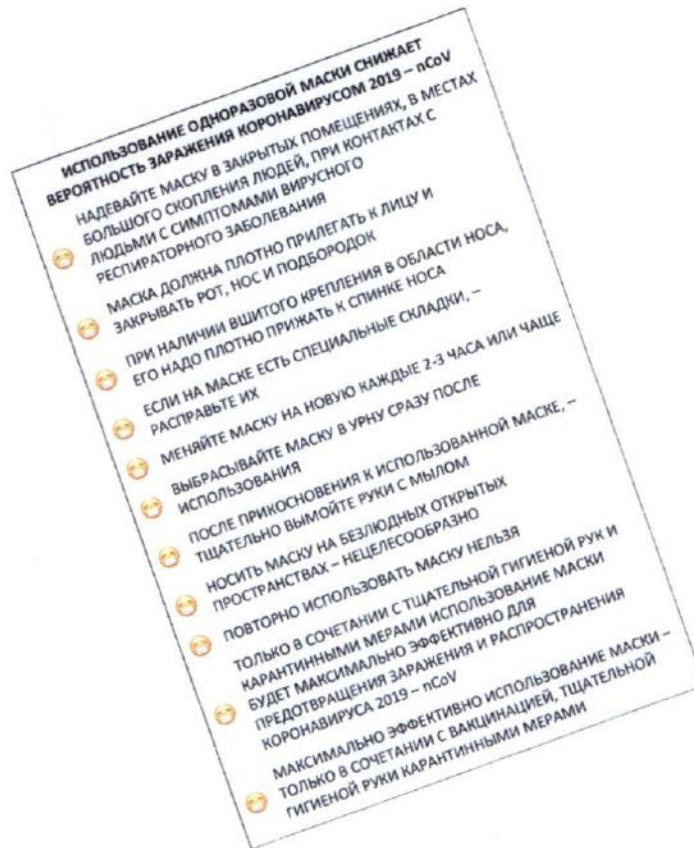 ИСПОЛЬЗОВАНИЕ ОДНОРАЗОВОЙ МАСКИ СНИЖАЕТ
ВЕРОЯТНОСТЬ ЗАРАЖЕНИЯ КОРОНАВИРУСОМ 2019 – nCoV
НАДЕВАЙТЕ МАСКУ В ЗАКРЫТЫХ ПОМЕЩЕНИЯХ, В МЕСТАХ
БОЛЬШОГО СКОПЛЕНИЯ ЛЮДЕЙ, ПРИ КОНТАКТАХ С
ЛЮДЬМИ С СИМПТОМАМИ ВИРУСНОГО
РЕСПИРАТОРНОГО ЗАБОЛЕВАНИЯ
МАСКА ДОЛЖНА ПЛОТНО ПРИЛЕГАТЬ К ЛИЦУ И
ЗАКРЫВАТЬ РОТ, НОС И ПОДБОРОДОК
ПРИ НАЛИЧИИ ВШИТОГО КРЕПЛЕНИЯ В ОБЛАСТИ НОСА,
ЕГО НАДО ПЛОТНО ПРИЖАТЬ К СПИНКЕ НОСА
ЕСЛИ НА МАСКЕ ЕСТЬ СПЕЦИАЛЬНЫЕ СКЛАДКИ, –
РАСПРАВЬТЕ ИХ
МЕНЯЙТЕ МАСКУ НА НОВУЮ КАЖДЫЕ 2-3 ЧАСА ИЛИ ЧАЩЕ
ВЫБРАСЫВАЙТЕ МАСКУ В УРНУ СРАЗУ ПОСЛЕ
ИСПОЛЬЗОВАНИЯ
ПОСЛЕ ПРИКОСНОВЕНИЯ К ИСПОЛЬЗОВАННОЙ МАСКЕ, –
ТЩАТЕЛЬНО ВЫМОЙТЕ РУКИ С МЫЛОМ
НОСИТЬ МАСКУ НА БЕЗЛЮДНЫХ ОТКРЫТЫХ
ПРОСТРАНСТВАХ – НЕЦЕЛЕСООБРАЗНО
ПОВТОРНО ИСПОЛЬЗОВАТЬ МАСКУ НЕЛЬЗЯ
ТОЛЬКО В СОЧЕТАНИИ С ТЩАТЕЛЬНОЙ ГИГИЕНОЙ РУК И
КАРАНТИННЫМИ МЕРАМИ ИСПОЛЬЗОВАНИЕ МАСКИ
БУДЕТ МАКСИМАЛЬНО ЭФФЕКТИВНО ДЛЯ
ПРЕДОТВРАЩЕНИЯ ЗАРАЖЕНИЯ И РАСПРОСТРАНЕНИЯ
КОРОНАВИРУСА 2019 – nCoV
МАКСИМАЛЬНО ЭФФЕКТИВНО ИСПОЛЬЗОВАНИЕ МАСКИ –
ТОЛЬКО В СОЧЕТАНИИ С ВАКЦИНАЦИЕЙ, ТЩАТЕЛЬНОЙ
ГИГИЕНОЙ РУКИ КАРАНТИННЫМИ МЕРАМИ